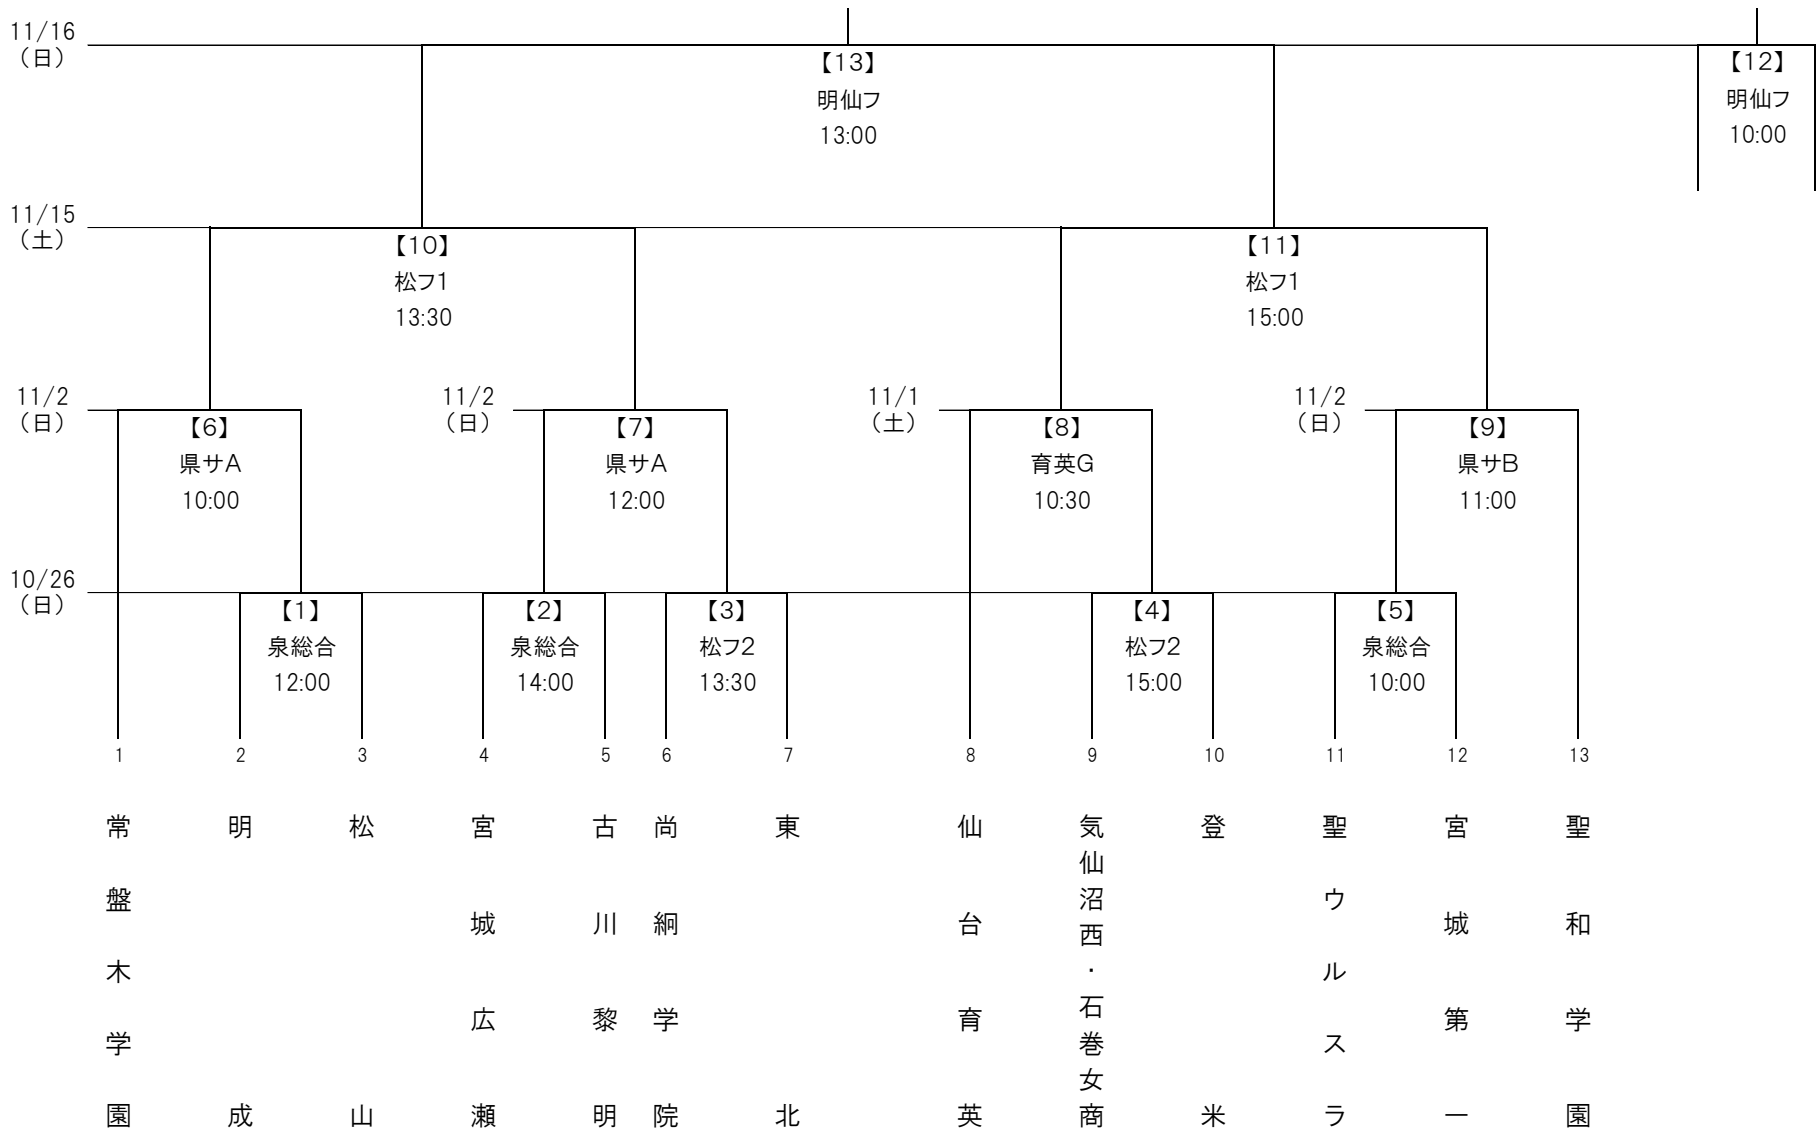 11/16
（日）
【13】
明仙フ
13:00
【12】
明仙フ
10:00
11/15
（土）
【10】
松フ1
13:30
【11】
松フ1
15:00
11/2
（日）
【6】
県サA
10:00
11/2
（日）
【7】
県サA
12:00
11/1
（土）
【8】
育英G
10:30
11/2
（日）
【9】
県サB
11:00
10/26
（日）
【1】
泉総合
12:00
【2】
泉総合
14:00
【3】
松フ2
13:30
【4】
松フ2
15:00
【5】
泉総合
10:00
1
常盤木学園
2
明成
3
松山
4
宮城広瀬
5
古川黎明
6
尚絅学院
7
東北
8
仙台育英
9
気仙沼西・石巻女商
10
登米
11
聖ウルスラ
12
宮城第一
13
聖和学園